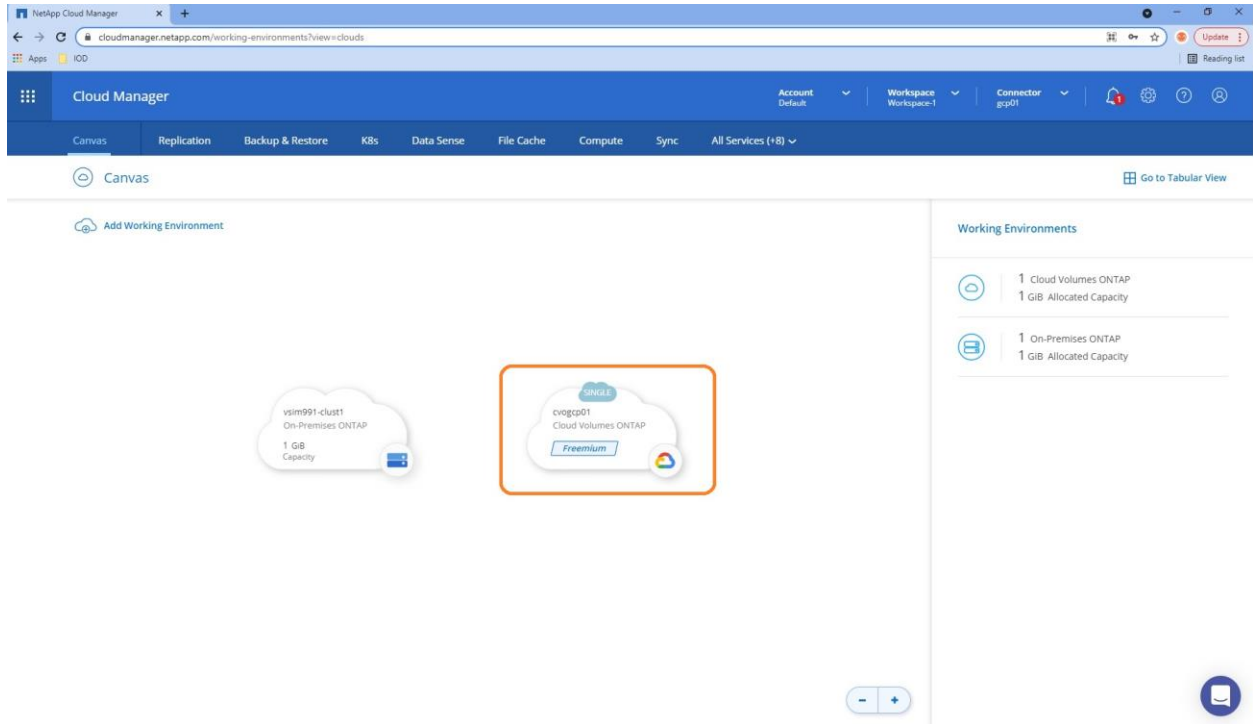 NetApp Cloud Manager
cloudmanager.netapp.com/working-environments?view=clouds
Update
Apps IOD Reading list
Cloud Manager
Account
Default
Workspace
Workspace-1
Connector
gcp01
1
Canvas Replication Backup & Restore K8s Data Sense File Cache Compute Sync All Services (+8)
Canvas
Go to Tabular View
Add Working Environment
vsim991-clust1
On-Premises ONTAP
1 GiB
Capacity
SINGLE
cvogcp01
Cloud Volumes ONTAP
Freemium
Working Environments
1 Cloud Volumes ONTAP
1 GiB Allocated Capacity
1 On-Premises ONTAP
1 GiB Allocated Capacity
- +